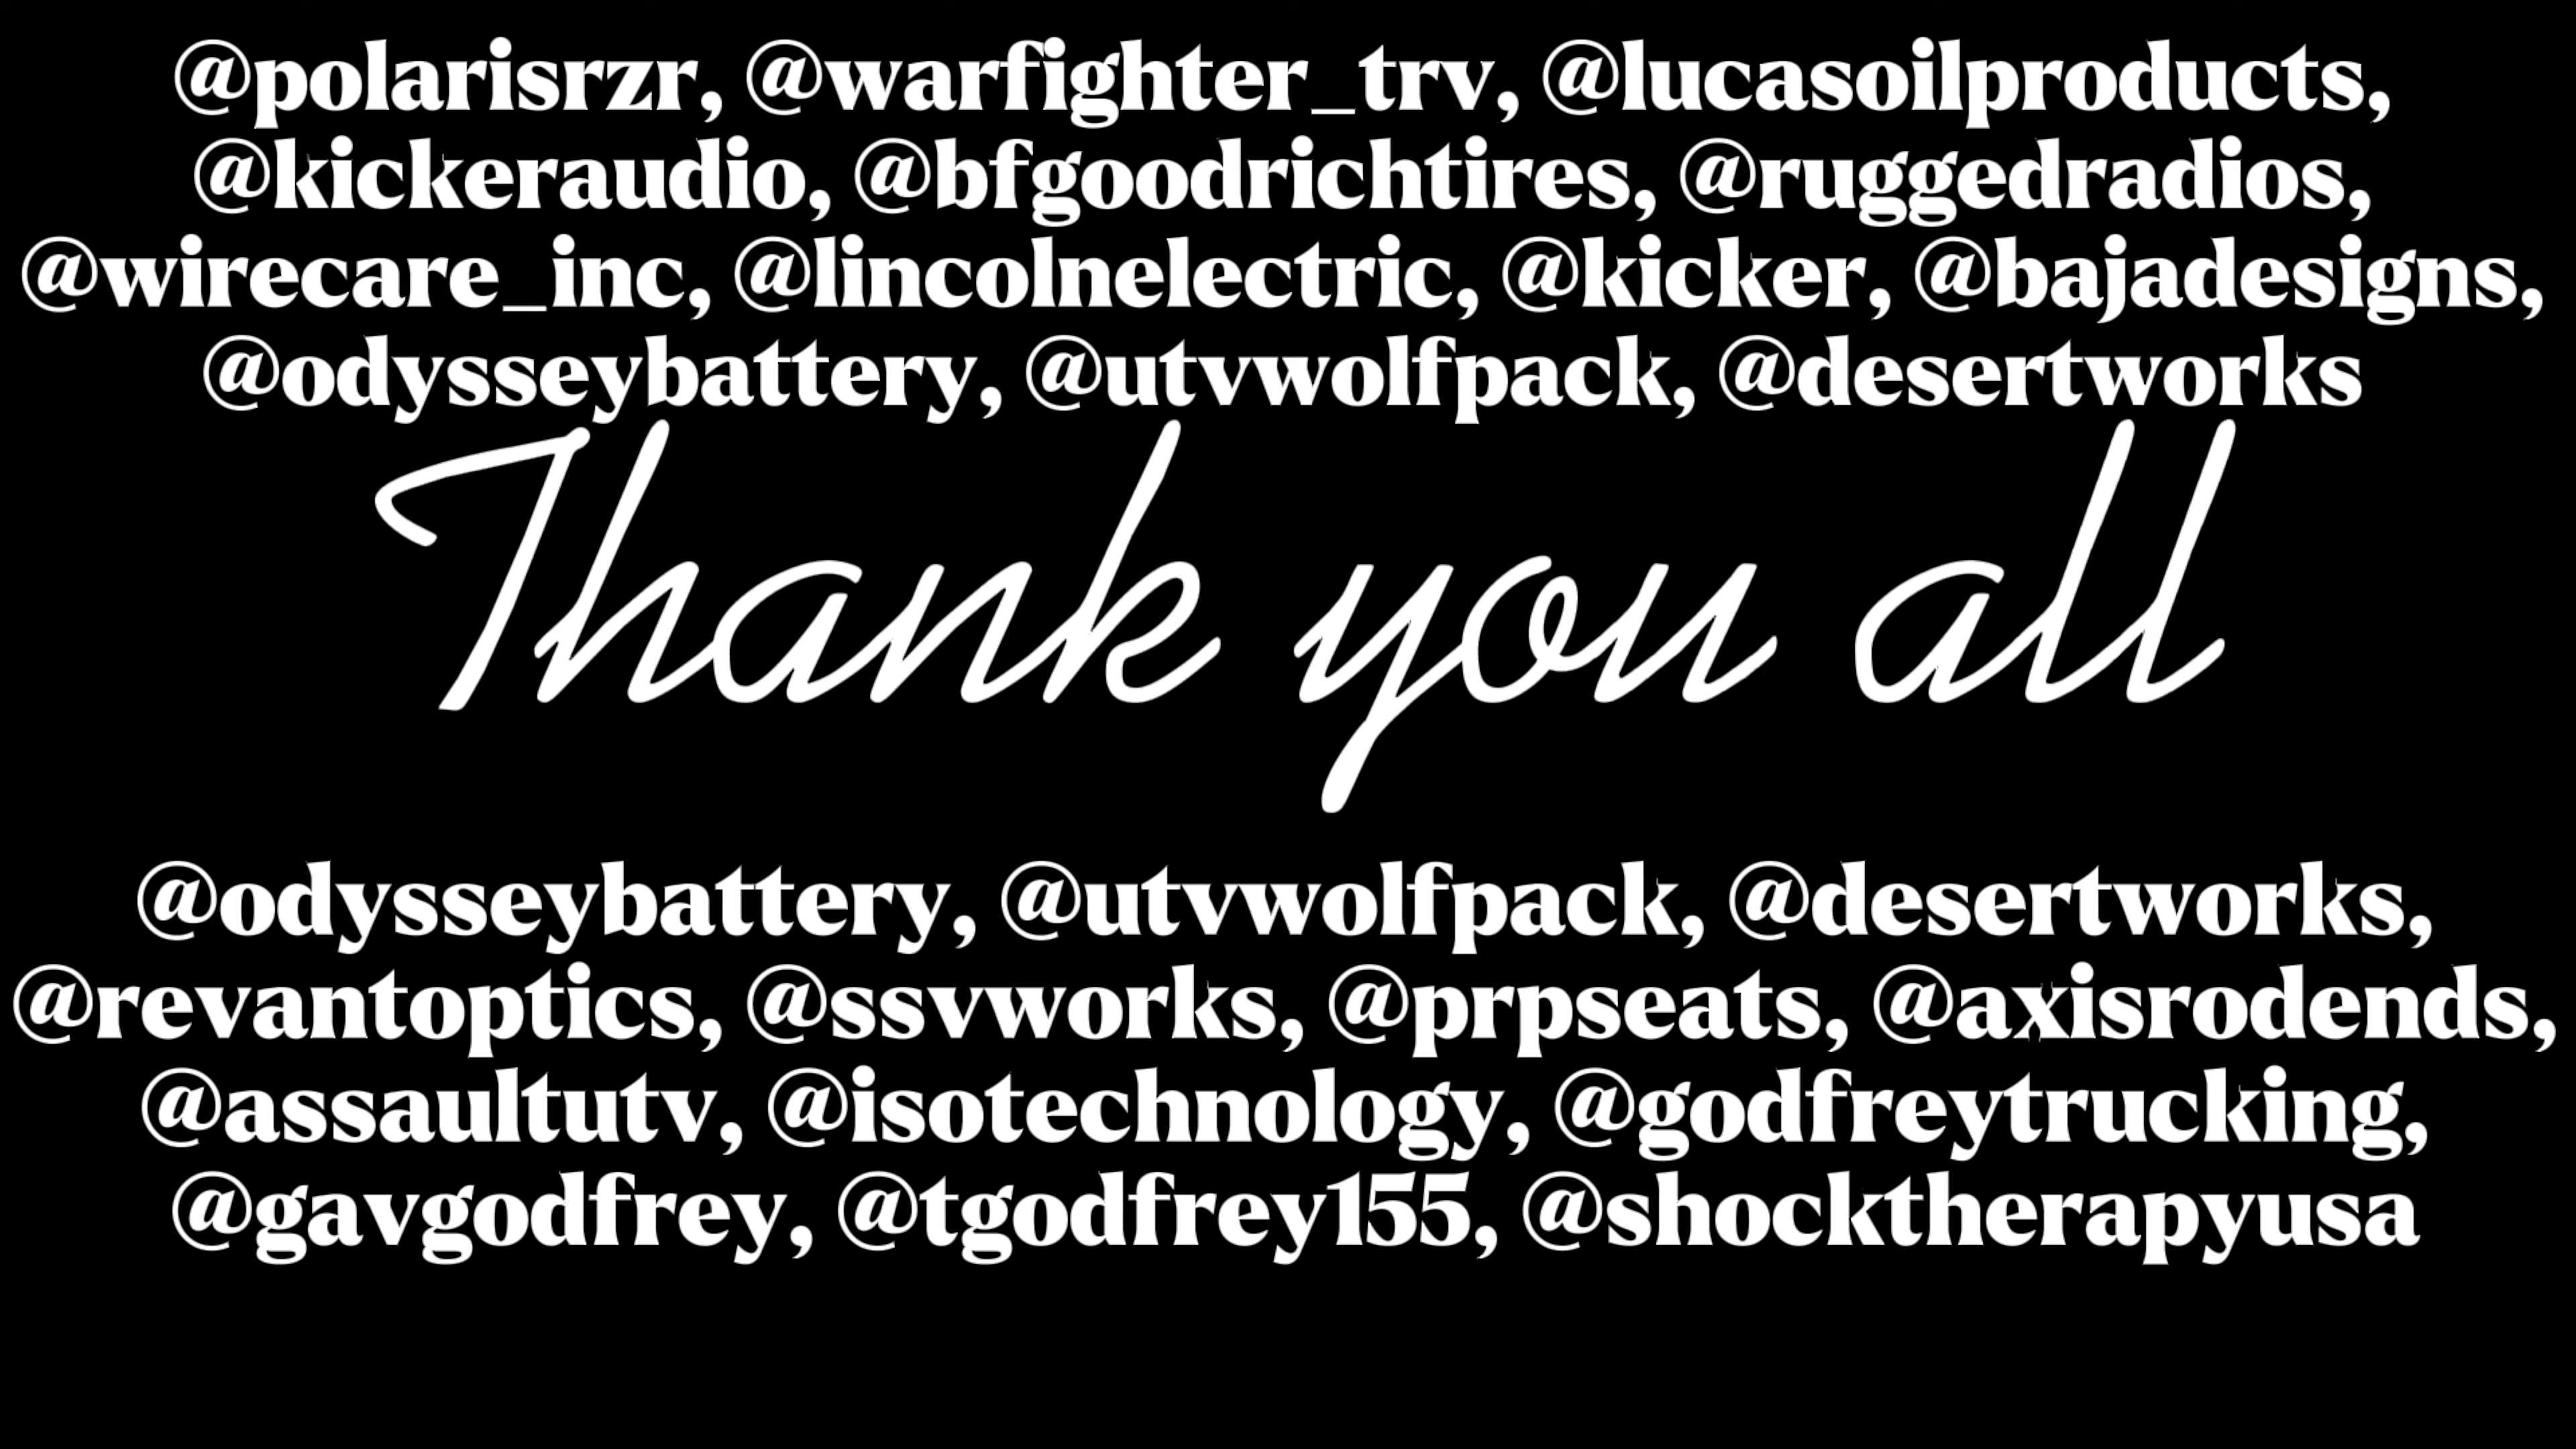 @polarisrzr, @warfighter_trv, @lucasoilproducts,
@kickeraudio, @bfgoodrichtires, @ruggedradios,
@wirecare_inc, @lincolnelectric, @kicker, @bajadesigns,
@odysseybattery, @utvwolfpack, @desertworks
Thank you all
@odysseybattery, @utvwolfpack, @desertworks,
@revantoptics, @ssvworks, @prpseats, @axisrodends,
@assaultutv, @isotechnology, @godfreytrucking,
@gavgodfrey, @tgodfrey155, @shocktherapyusa